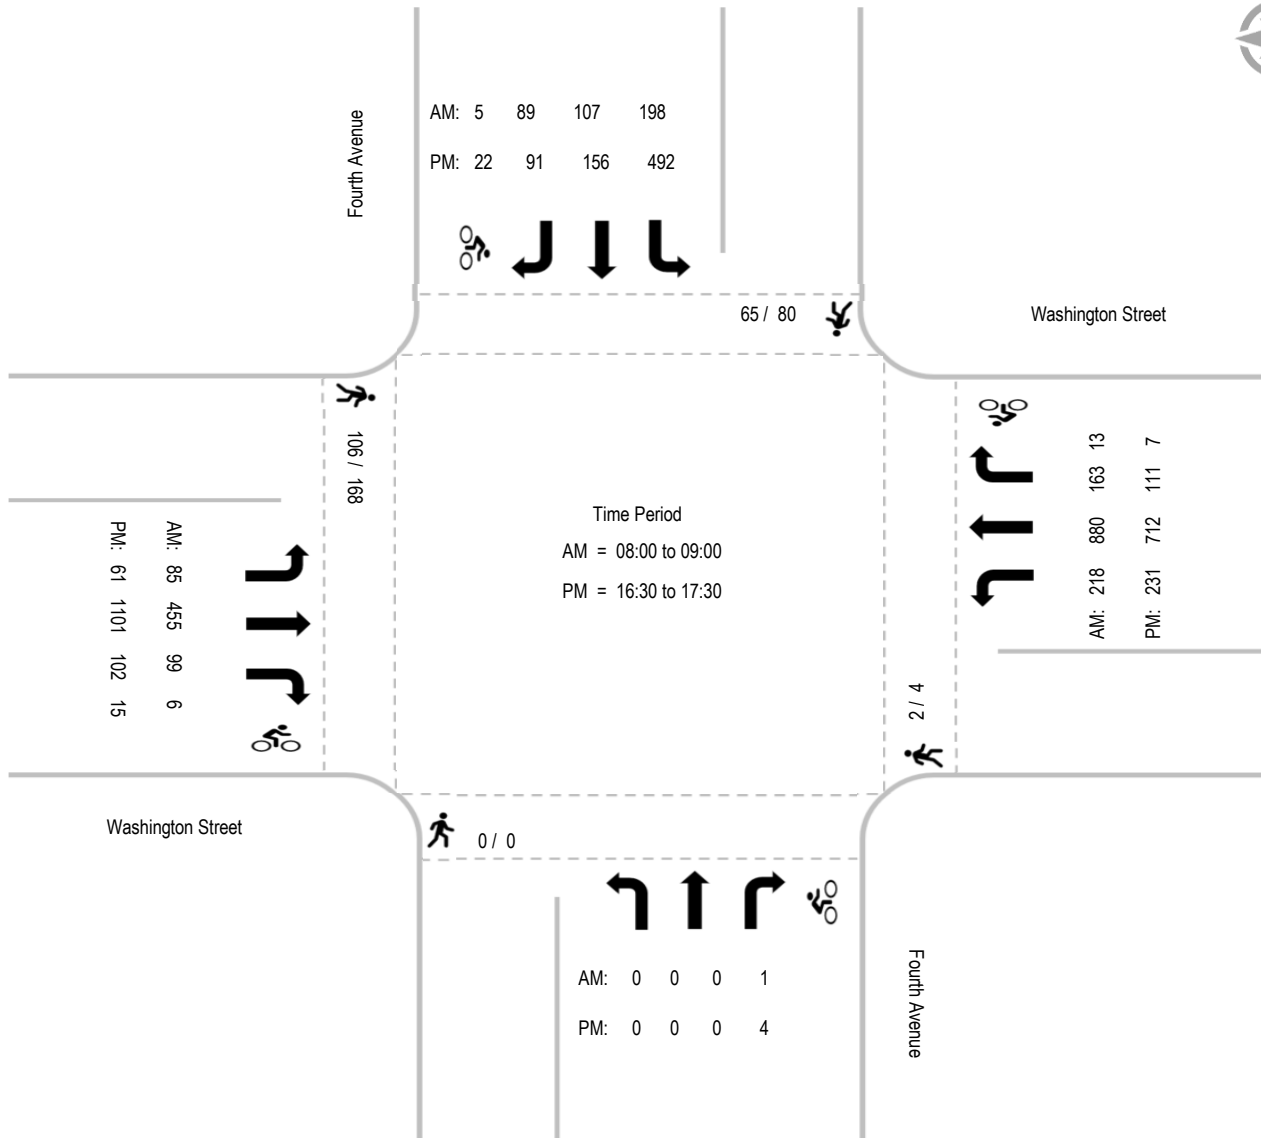 Fourth Avenue
AM: 5 89 107 198
PM: 22 91 156 492
65 / 80
Washington Street
106 / 168
AM: 218 880 163 13
PM: 231 712 111 7
Time Period
AM = 08:00 to 09:00
PM = 16:30 to 17:30
AM: 85 455 99 6
PM: 61 1101 102 15
2 / 4
Washington Street
0 / 0
AM: 0 0 0 1
PM: 0 0 0 4
Fourth Avenue